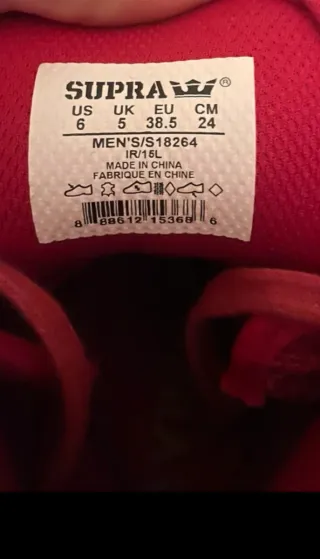 SUPRA ®
US UK EU CM
6 5 38.5 24
MEN'S/S18264
IR/15L
MADE IN CHINA
FABRIQUE EN CHINE
8 88612 15368 6